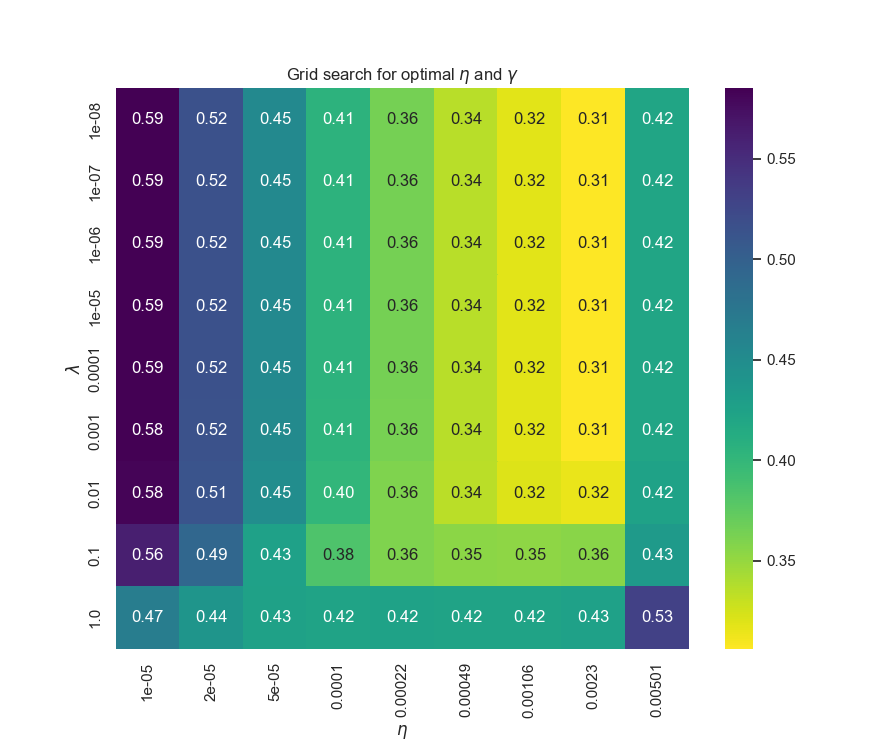 Grid search for optimal η and γ
1e-08 0.59 0.52 0.45 0.41 0.36 0.34 0.32 0.31 0.42
1e-07 0.59 0.52 0.45 0.41 0.36 0.34 0.32 0.31 0.42
1e-06 0.59 0.52 0.45 0.41 0.36 0.34 0.32 0.31 0.42
1e-05 0.59 0.52 0.45 0.41 0.36 0.34 0.32 0.31 0.42
0.0001 0.59 0.52 0.45 0.41 0.36 0.34 0.32 0.31 0.42
0.001 0.58 0.52 0.45 0.41 0.36 0.34 0.32 0.31 0.42
0.01 0.58 0.51 0.45 0.40 0.36 0.34 0.32 0.32 0.42
0.1 0.56 0.49 0.43 0.38 0.36 0.35 0.35 0.36 0.43
1.0 0.47 0.44 0.43 0.42 0.42 0.42 0.42 0.43 0.53
λ
1e-05 2e-05 5e-05 0.0001 0.00022 0.00049 0.00106 0.0023 0.00501
η
0.55
0.50
0.45
0.40
0.35